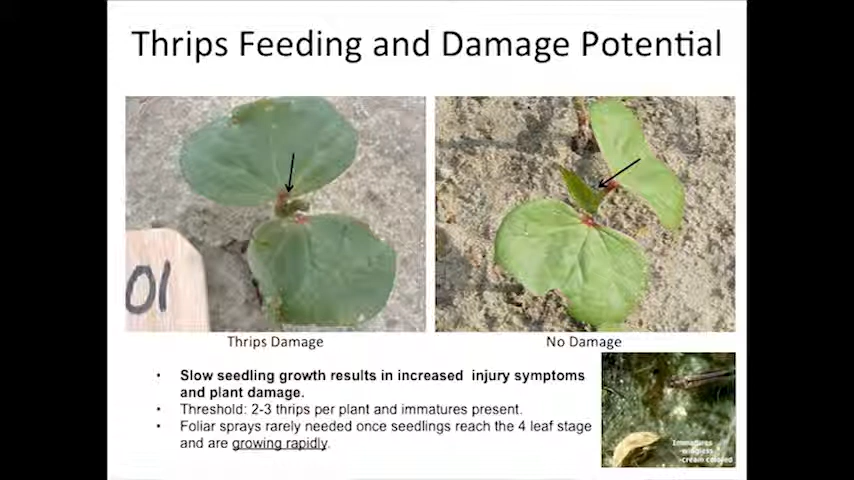 Thrips Feeding and Damage Potential
01
Thrips Damage
No Damage
• Slow seedling growth results in increased injury symptoms
and plant damage.
• Threshold: 2-3 thrips per plant and immatures present.
• Foliar sprays rarely needed once seedlings reach the 4 leaf stage
and are growing rapidly.
Immatures
-wingless
-cream colored